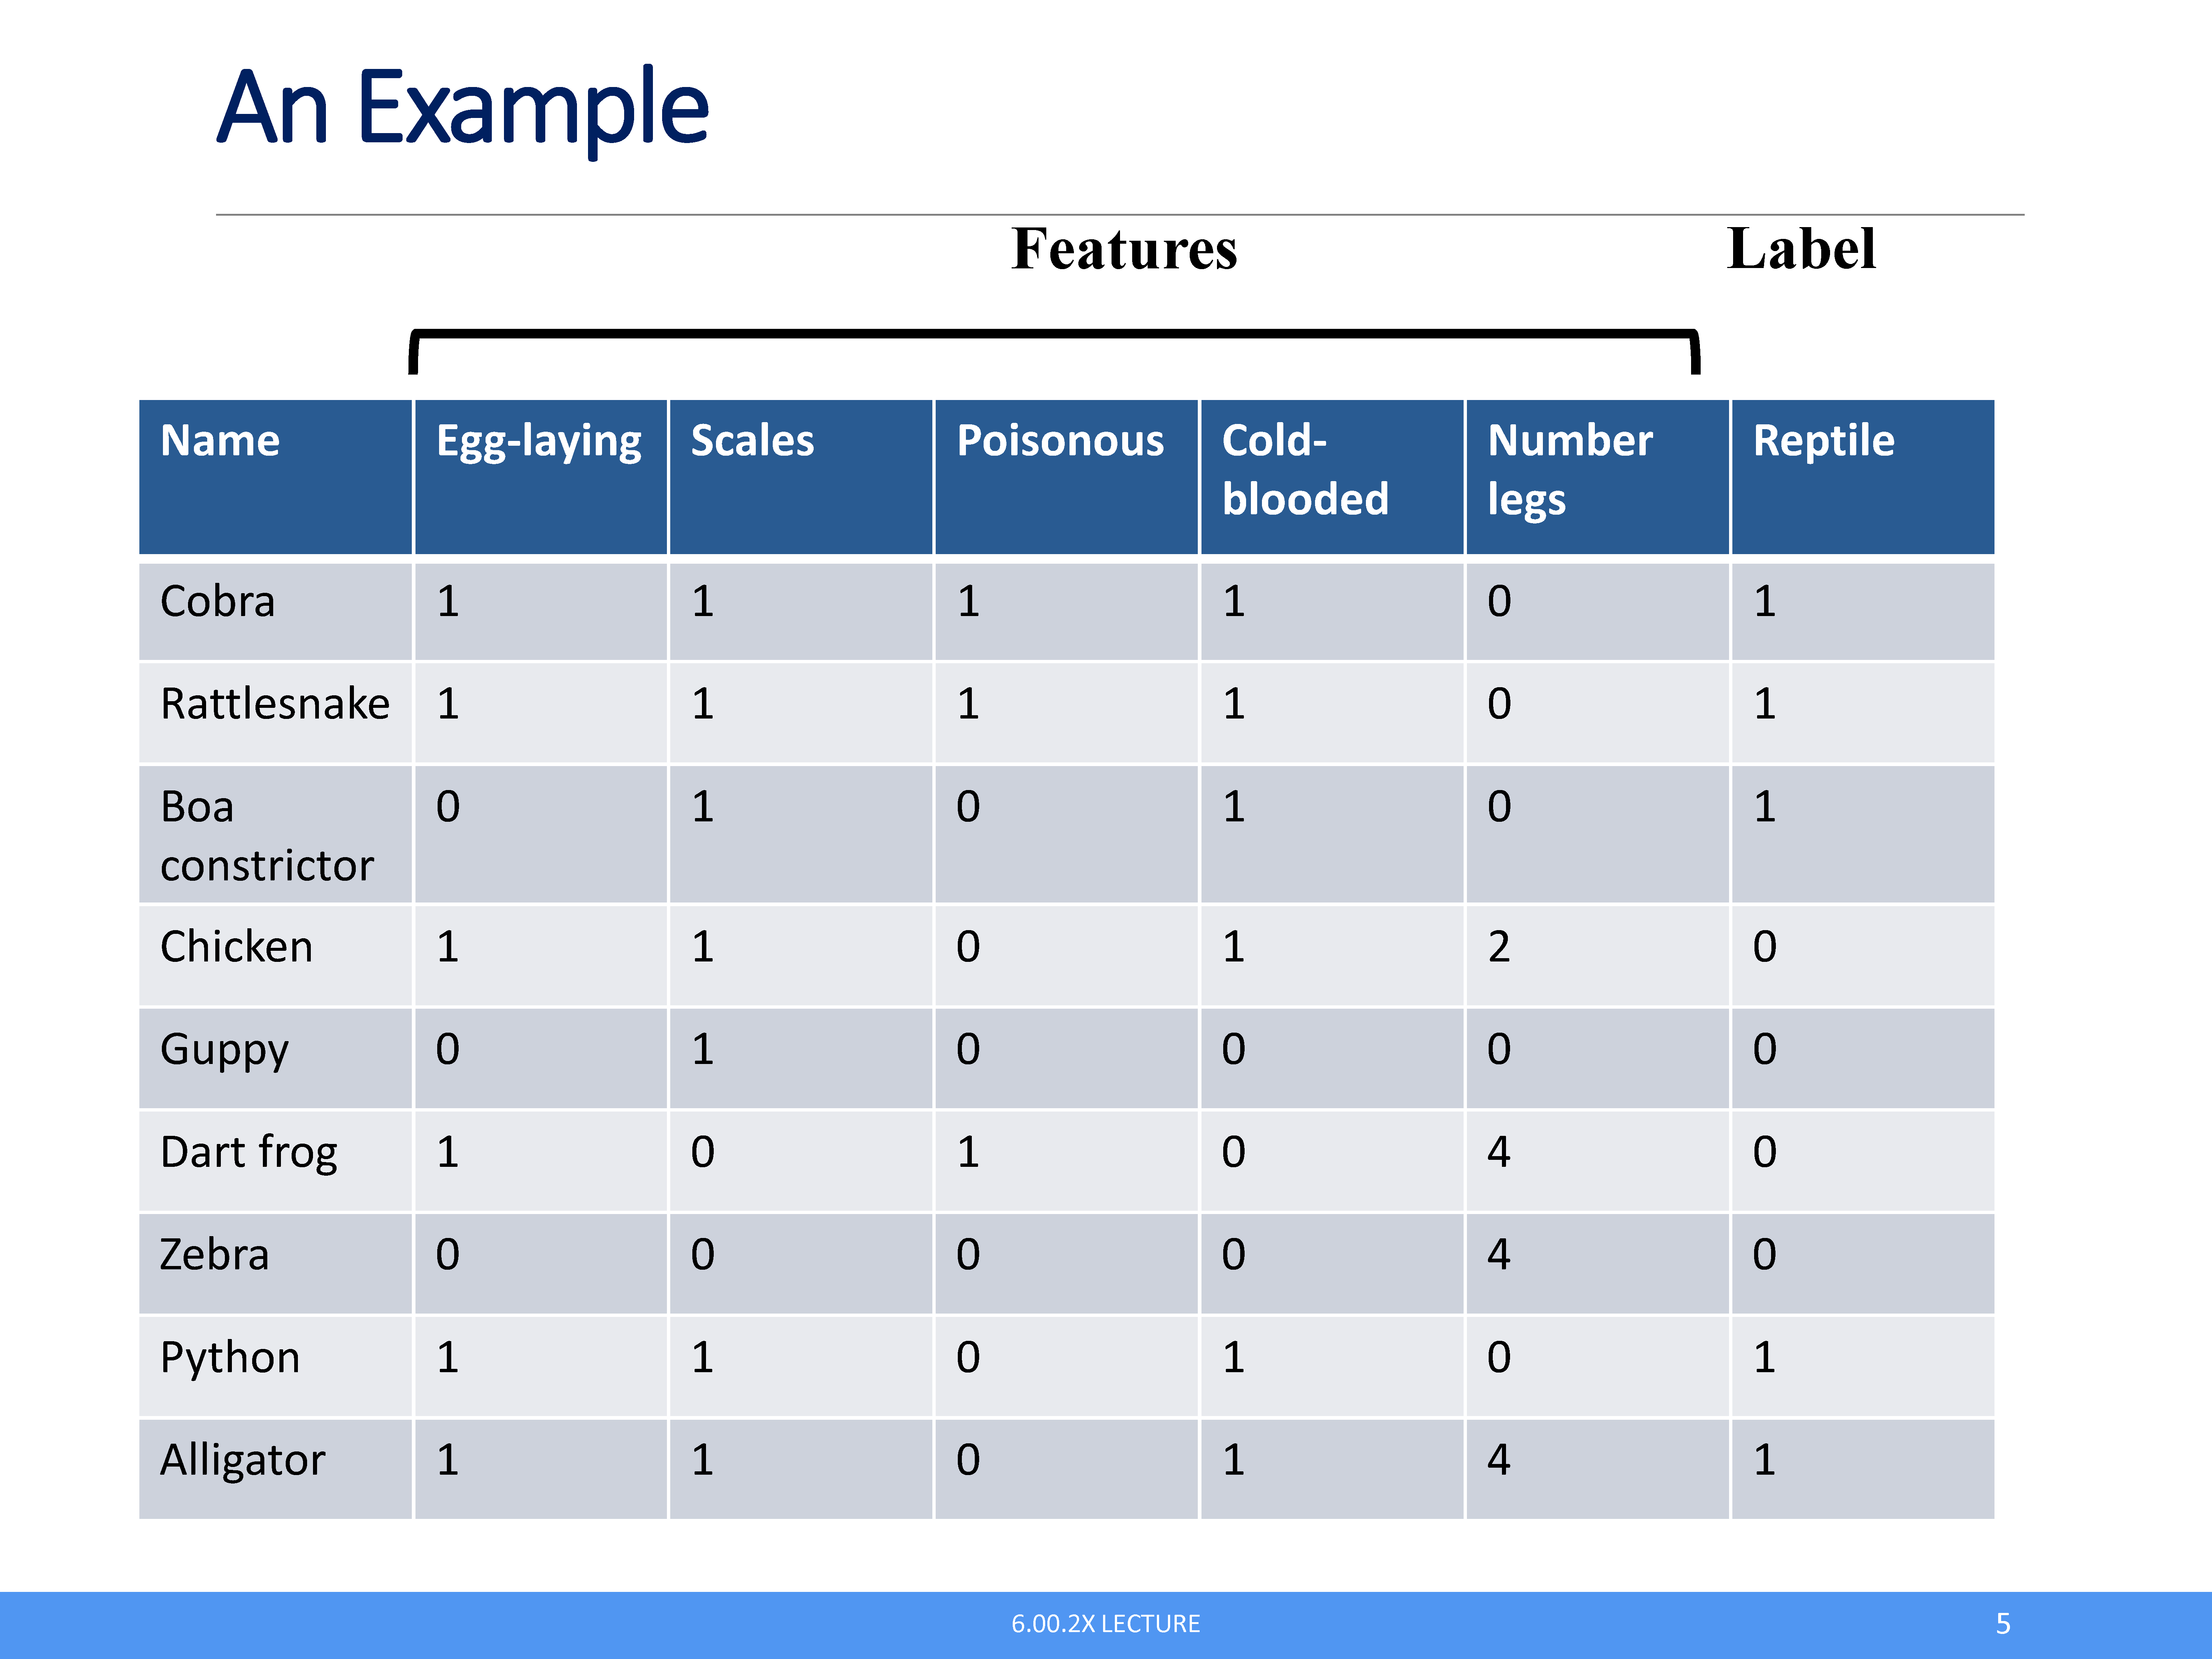 An Example
Features Label
Name Egg-laying Scales Poisonous Cold-blooded Number legs Reptile
Cobra 1 1 1 1 0 1
Rattlesnake 1 1 1 1 0 1
Boa constrictor 0 1 0 1 0 1
Chicken 1 1 0 1 2 0
Guppy 0 1 0 0 0 0
Dart frog 1 0 1 0 4 0
Zebra 0 0 0 0 4 0
Python 1 1 0 1 0 1
Alligator 1 1 0 1 4 1
6.00.2X LECTURE 5